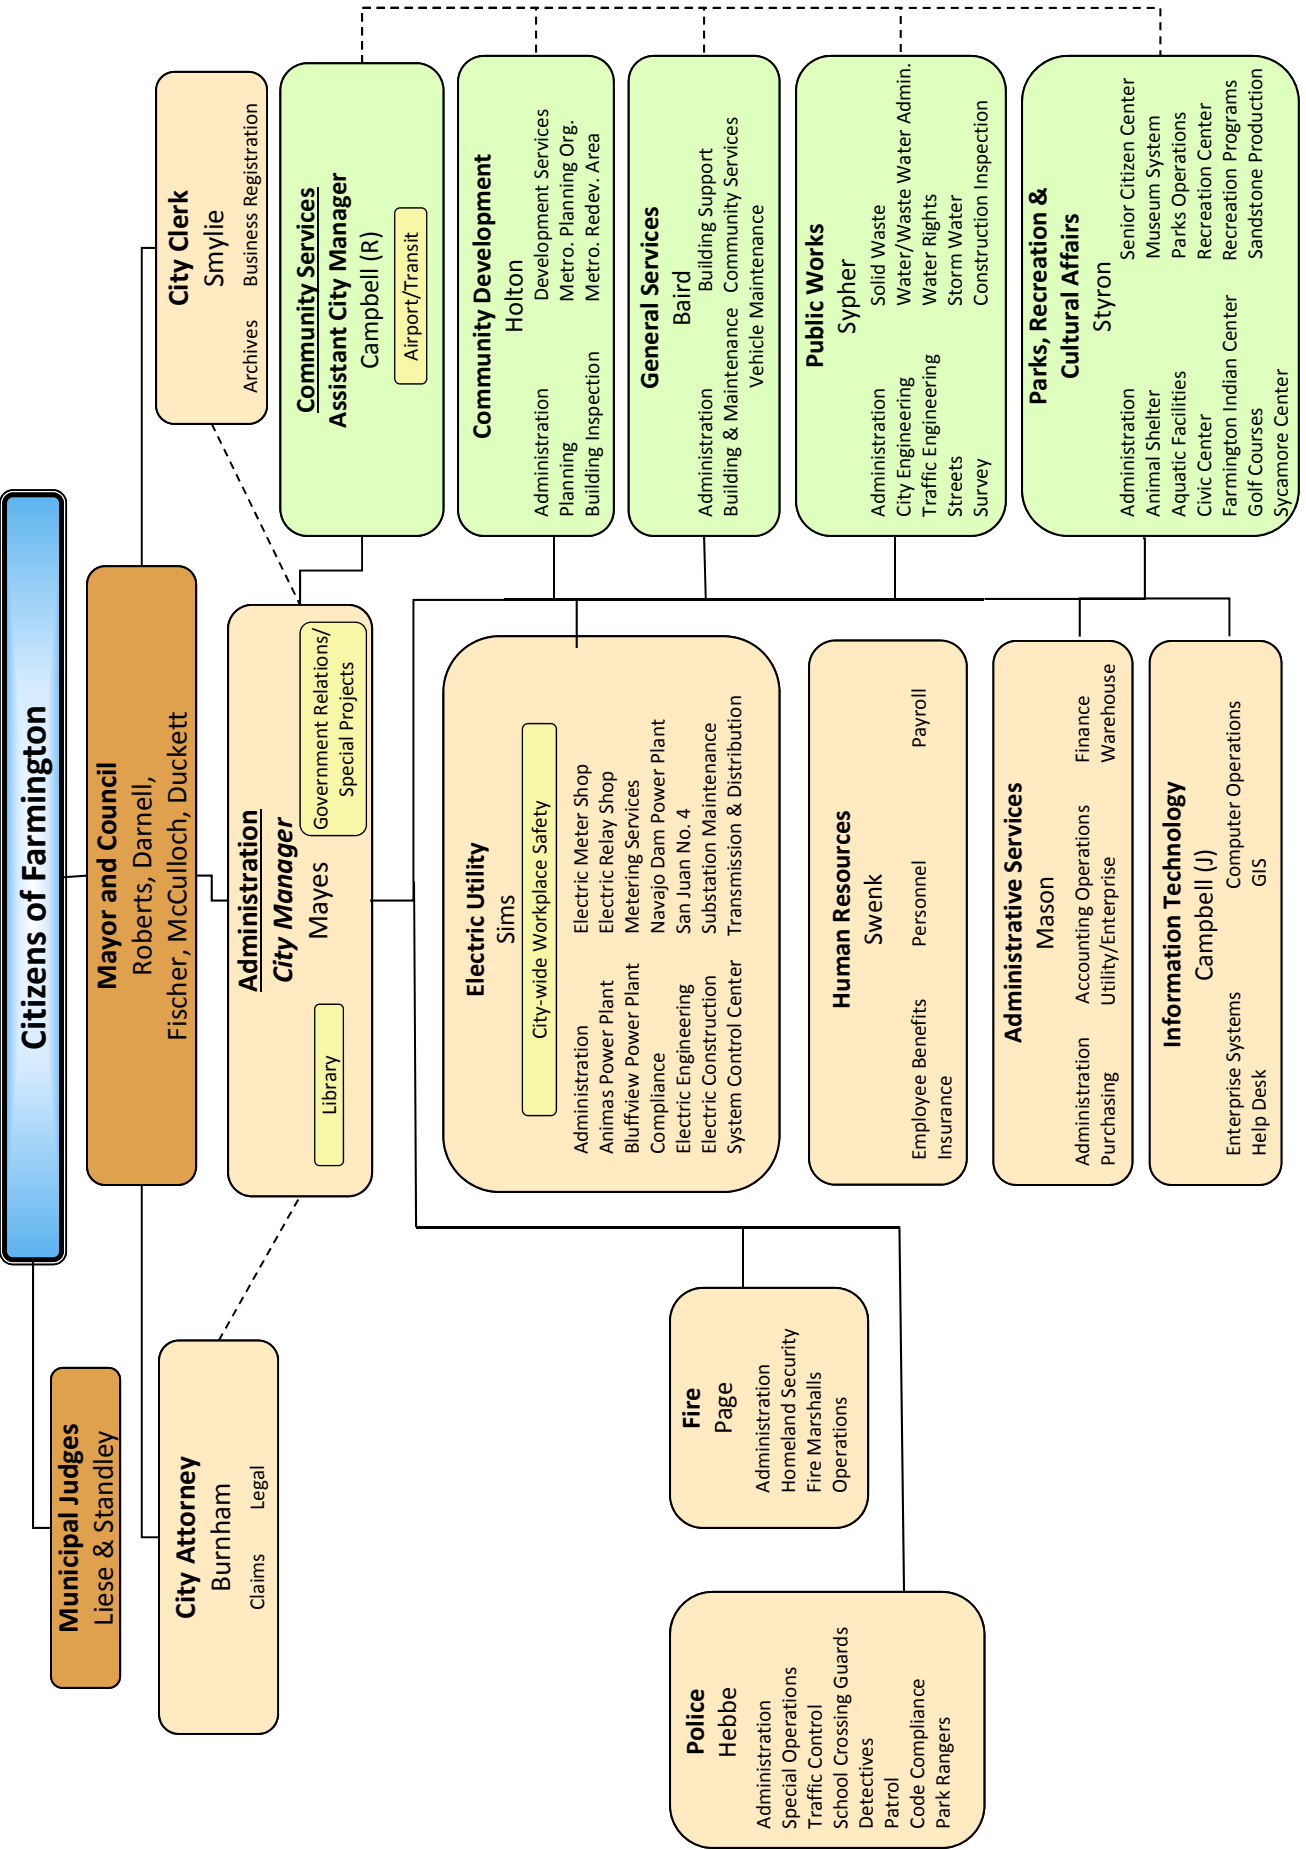 Citizens of Farmington
Municipal Judges
Liese & Standley
Mayor and Council
Roberts, Darnell,
Fischer, McCulloch, Duckett
City Attorney
Burnham
Claims Legal
City Clerk
Smylie
Archives Business Registration
Administration
City Manager
Mayes
Library
Government Relations/
Special Projects
Community Services
Assistant City Manager
Campbell (R)
Airport/Transit
Police
Hebbe
Administration
Special Operations
Traffic Control
School Crossing Guards
Detectives
Patrol
Code Compliance
Park Rangers
Fire
Page
Administration
Homeland Security
Fire Marshalls
Operations
Electric Utility
Sims
City-wide Workplace Safety
Administration Electric Meter Shop
Animas Power Plant Electric Relay Shop
Bluffview Power Plant Metering Services
Compliance Navajo Dam Power Plant
Electric Engineering San Juan No. 4
Electric Construction Substation Maintenance
System Control Center Transmission & Distribution
Human Resources
Swenk
Employee Benefits Personnel Payroll
Insurance
Administrative Services
Mason
Administration Accounting Operations Finance
Purchasing Utility/Enterprise Warehouse
Information Technology
Campbell (J)
Enterprise Systems Computer Operations
Help Desk GIS
Community Development
Holton
Administration Development Services
Planning Metro. Planning Org.
Building Inspection Metro. Redev. Area
General Services
Baird
Administration Building Support
Building & Maintenance Community Services
Vehicle Maintenance
Public Works
Sypher
Administration Solid Waste
City Engineering Water/Waste Water Admin.
Traffic Engineering Water Rights
Streets Storm Water
Survey Construction Inspection
Parks, Recreation &
Cultural Affairs
Styron
Administration Senior Citizen Center
Animal Shelter Museum System
Aquatic Facilities Parks Operations
Civic Center Recreation Center
Farmington Indian Center Recreation Programs
Golf Courses Sandstone Production
Sycamore Center